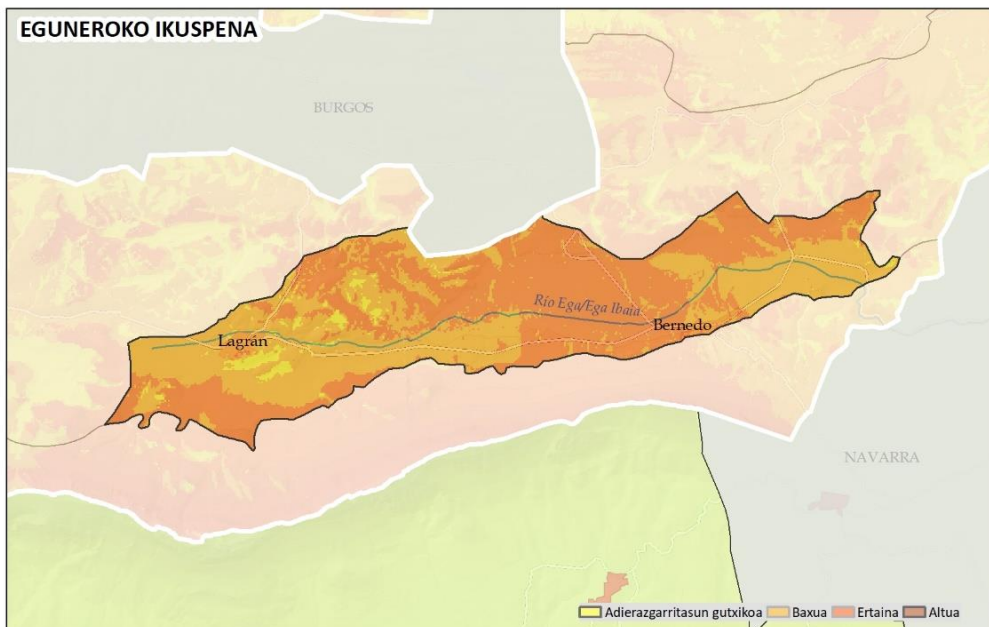 EGUNEROKO IKUSPENA
BURGOS
Río Ega/Ega Ibaia
Bernedo
Lagrán
NAVARRA
Adierazgarritasun gutxikoa Baxua Ertaina Altua